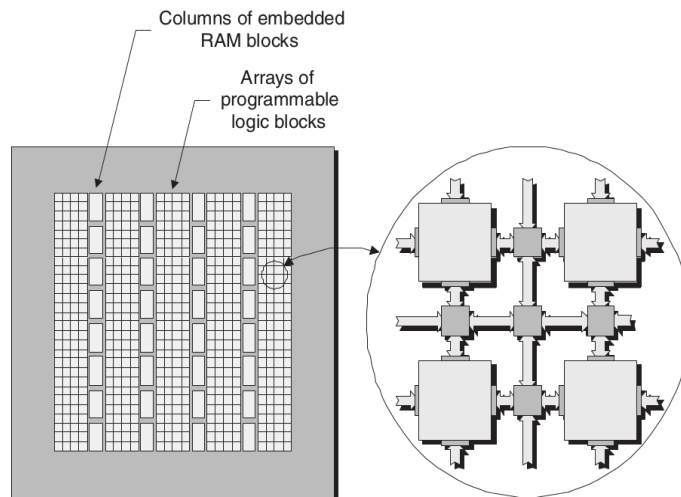 Columns of embedded
RAM blocks
Arrays of
programmable
logic blocks